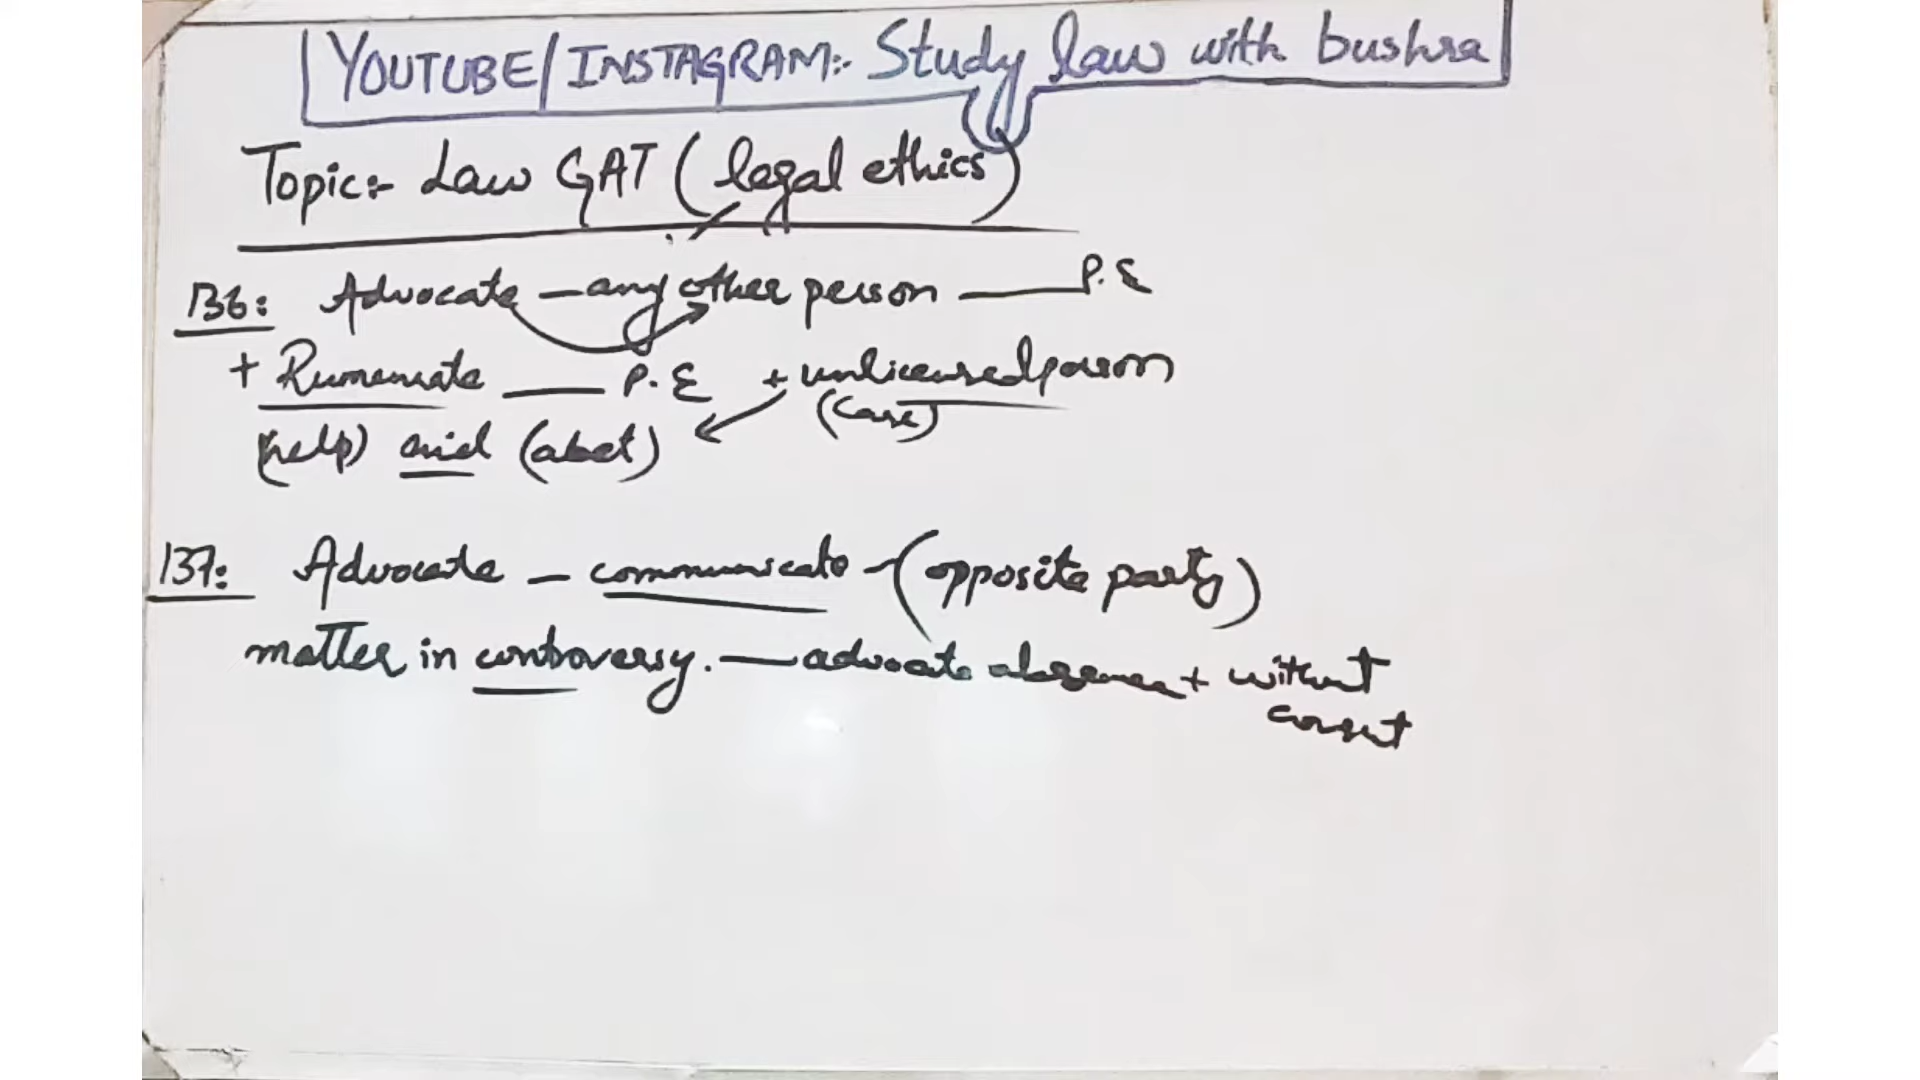 YOUTUBE/INSTAGRAM:- Study law with bushra
Topic:- Law GAT (legal ethics)
136: Advocate — any other person — P.E
+ Rumenrate — P.E + unlicensed person
(case)
(help) aid (abet)
137: Advocate — communicate — (opposite party)
matter in controversy. — advocate absence + without
consent